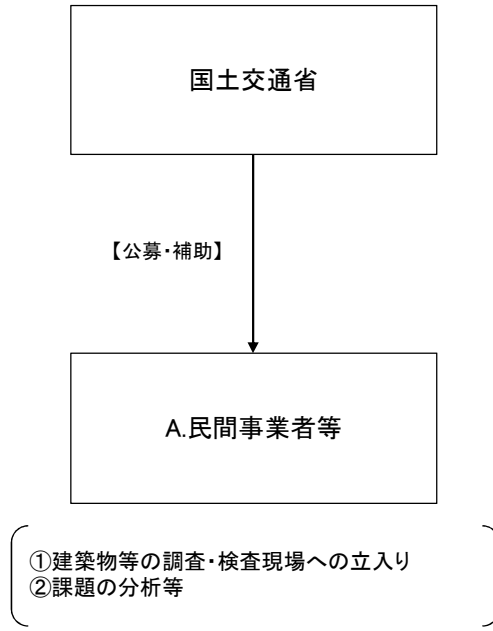 国土交通省
【公募・補助】
A.民間事業者等
①建築物等の調査・検査現場への立入り
②課題の分析等